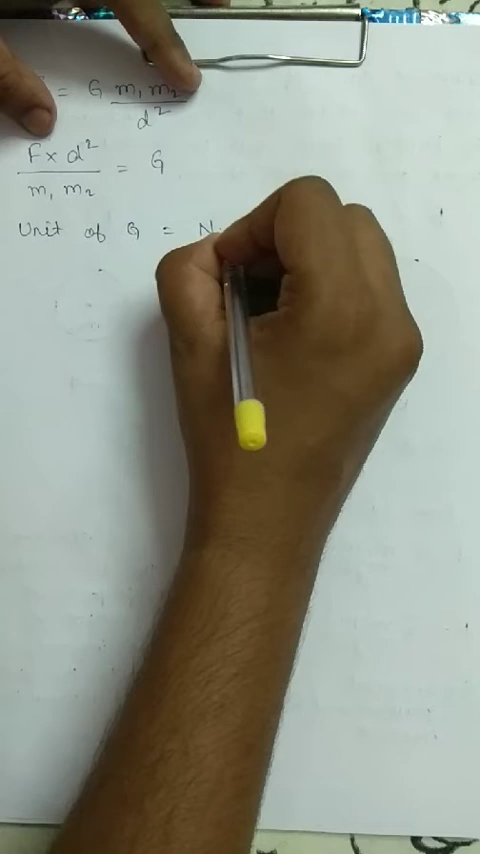 = G m₁ m₂ / d²
F × d² / m₁ m₂ = G
Unit of G = N